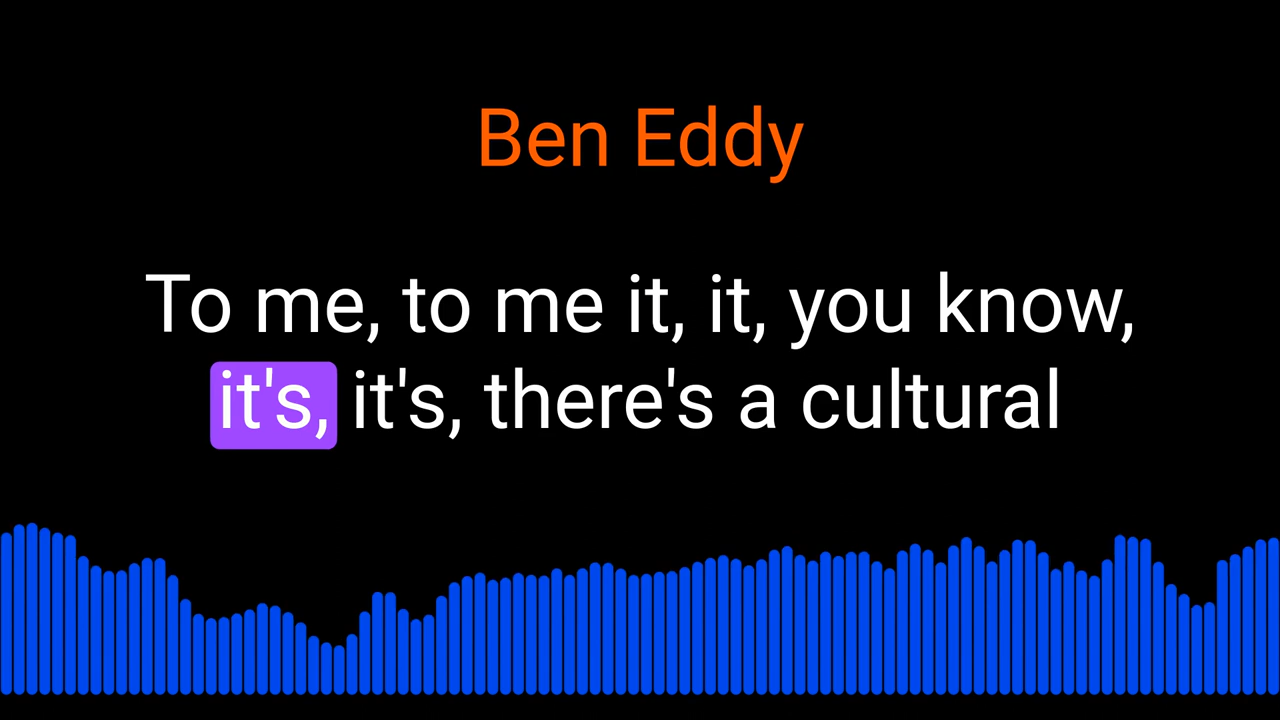 Ben Eddy
To me, to me it, it, you know,
it's, it's, there's a cultural